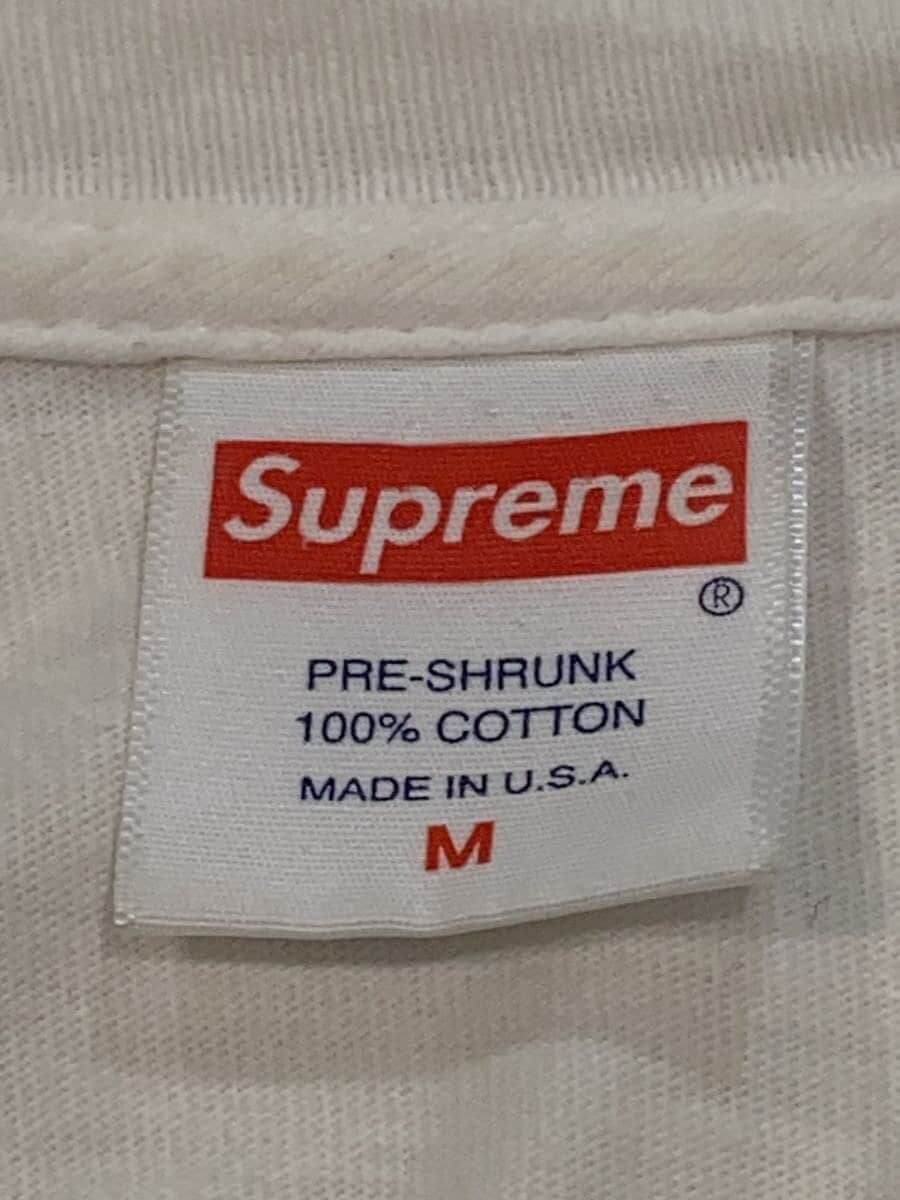 Supreme
®
PRE-SHRUNK
100% COTTON
MADE IN U.S.A.
M